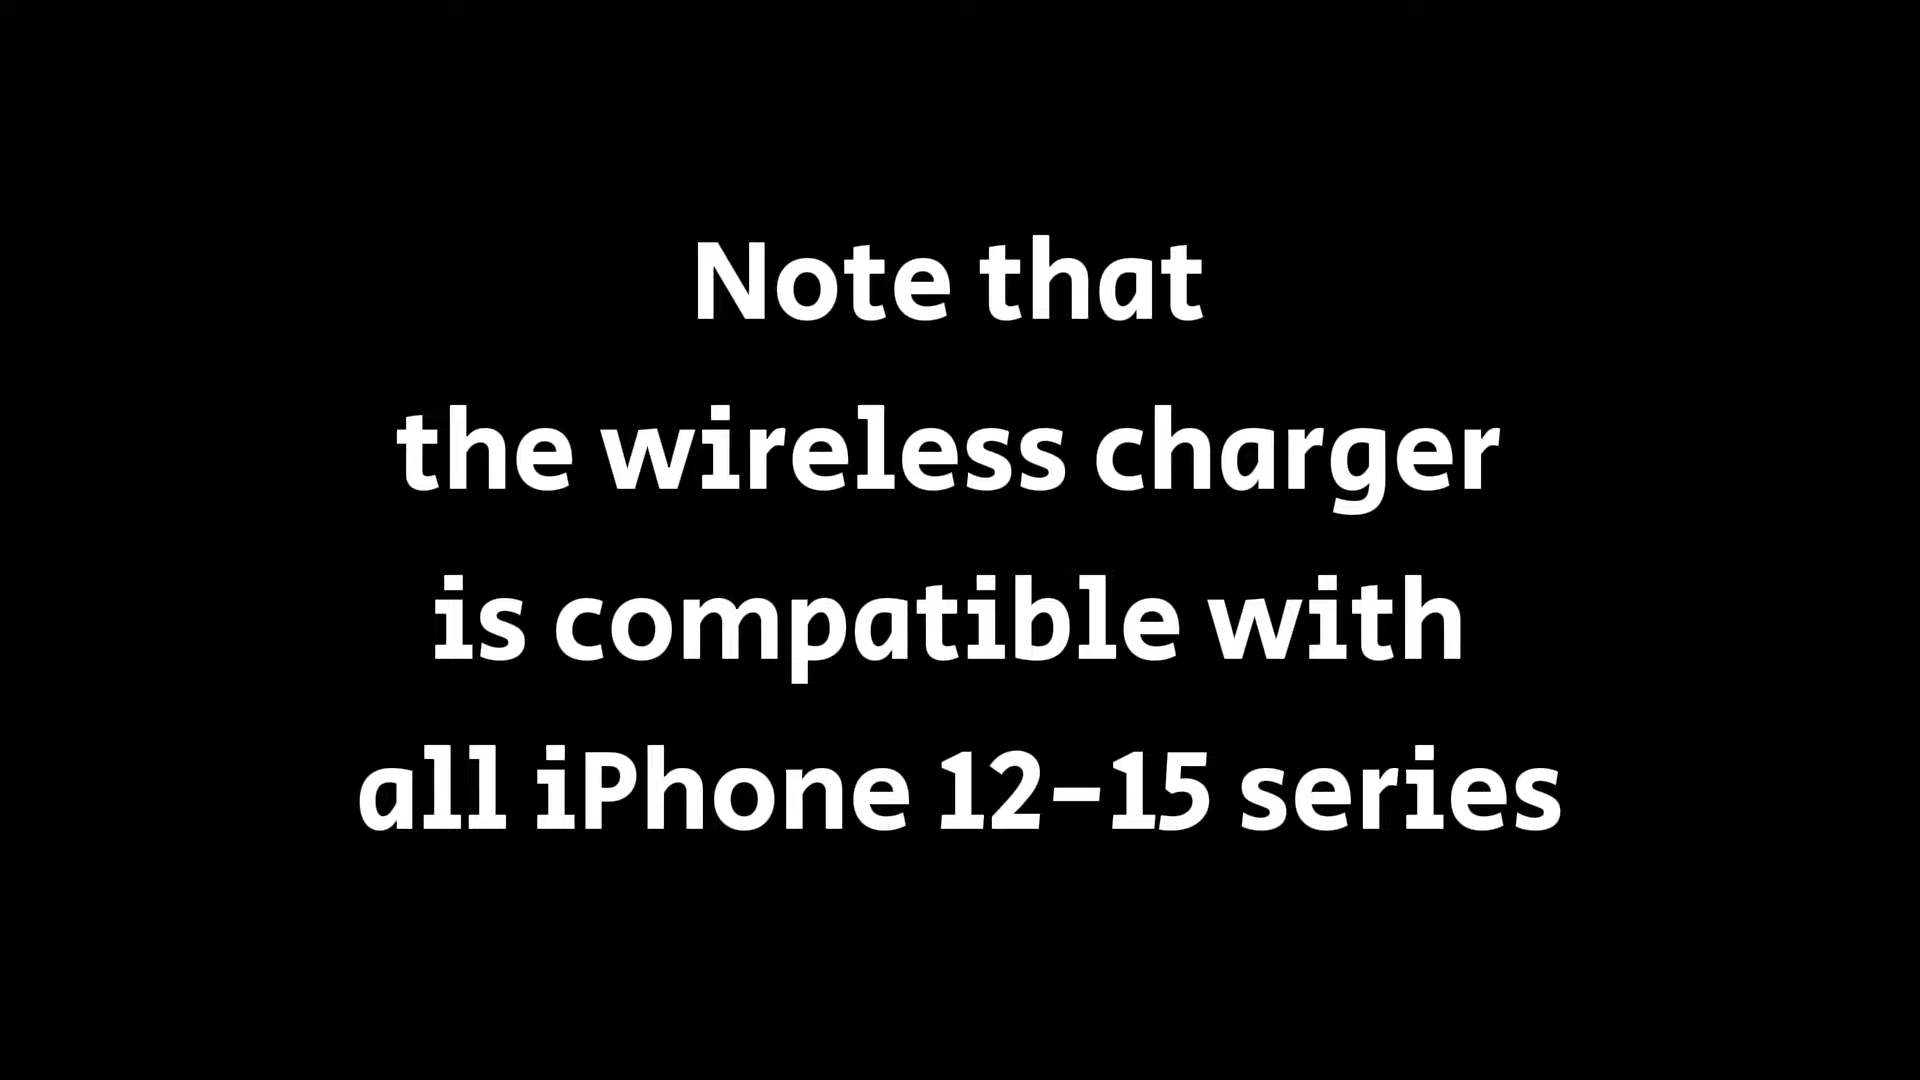 Note that
the wireless charger
is compatible with
all iPhone 12–15 series